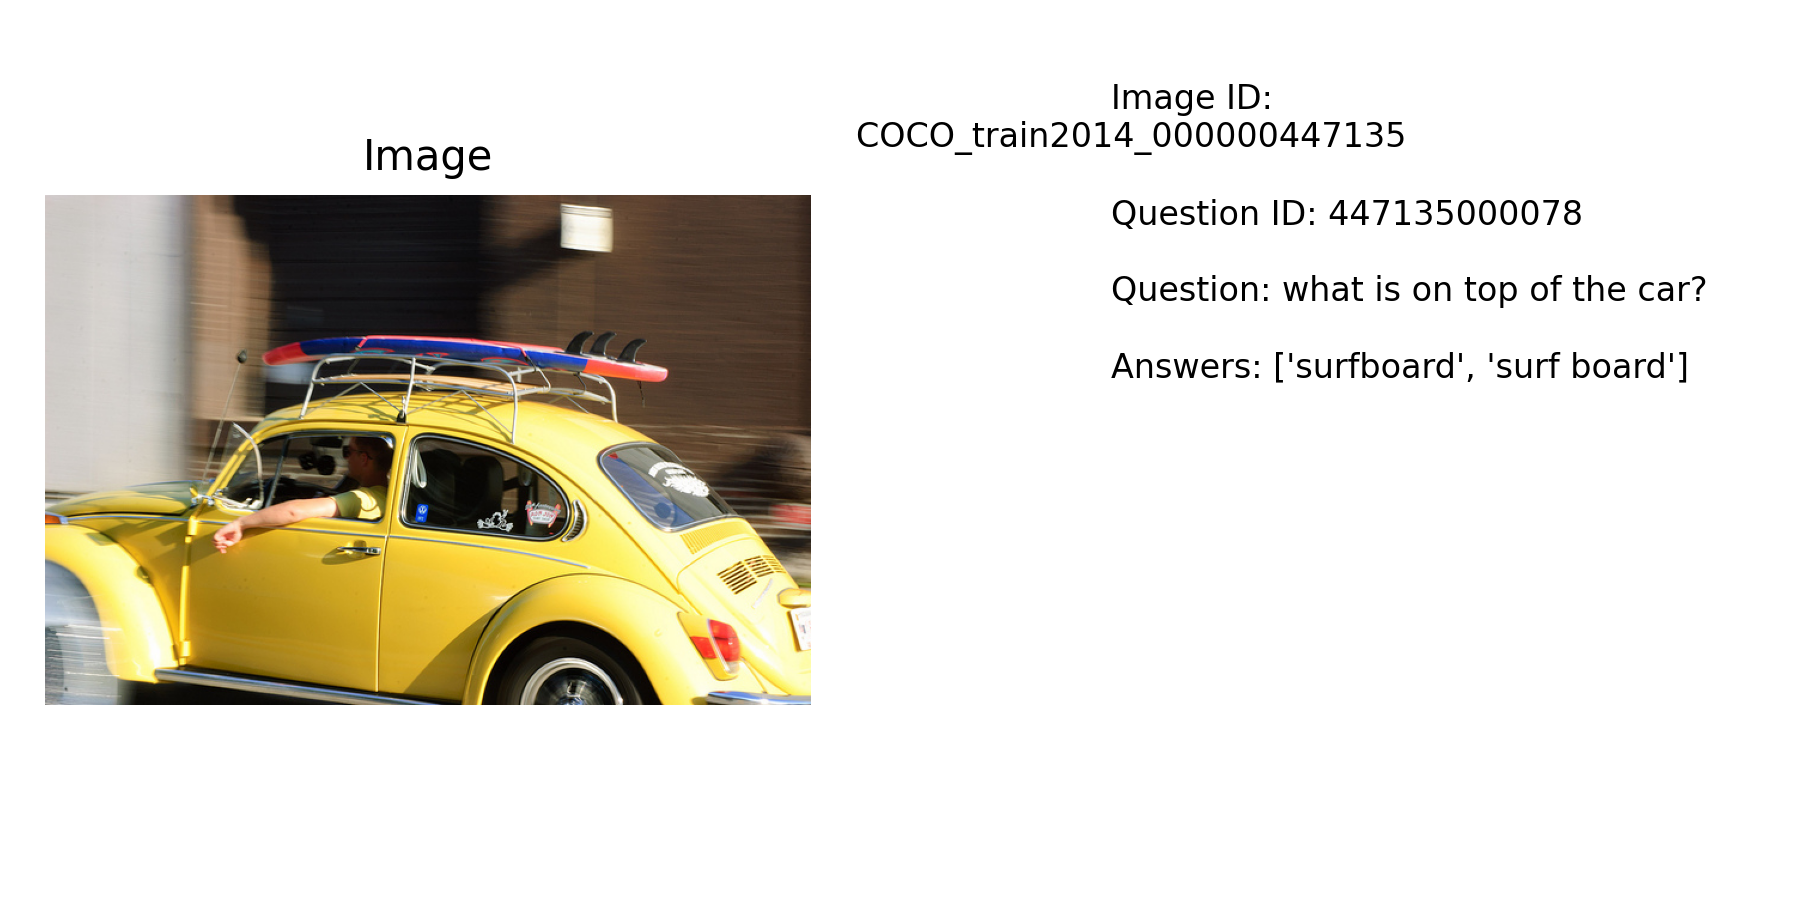 Image
Image ID:
COCO_train2014_000000447135
Question ID: 447135000078
Question: what is on top of the car?
Answers: ['surfboard', 'surf board']